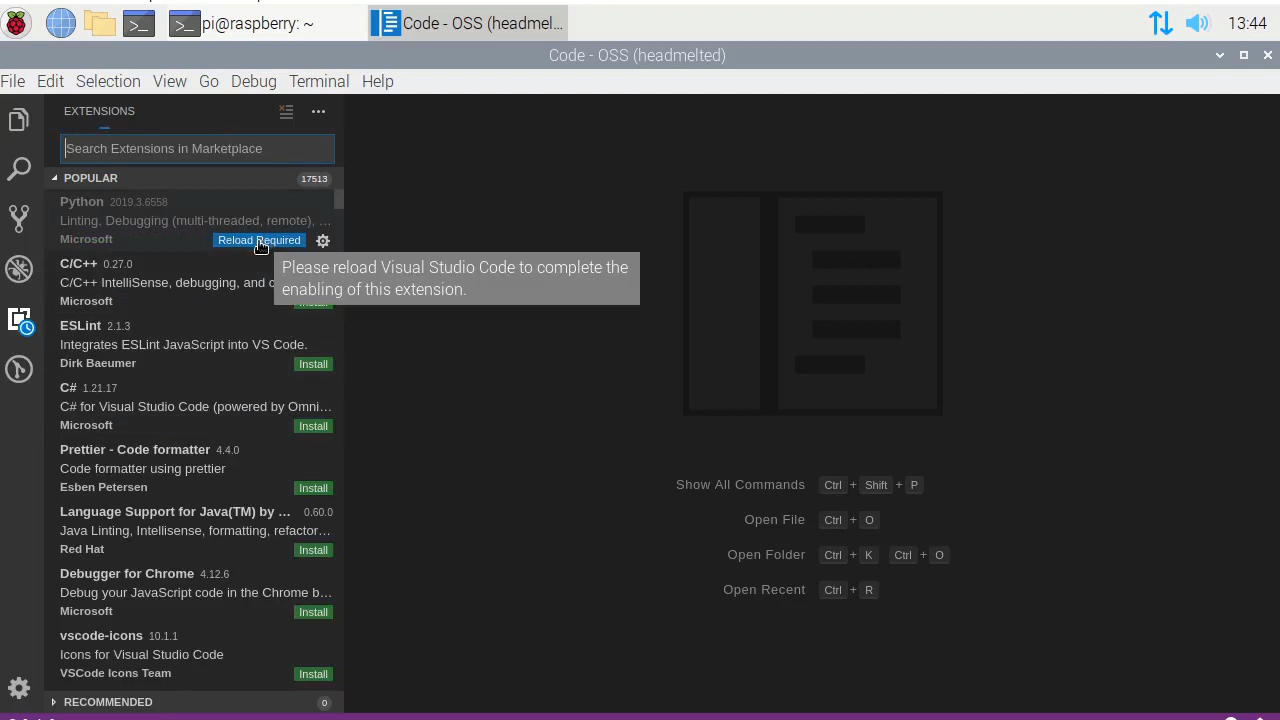 pi@raspberry: ~
Code - OSS (headmel...
13:44
Code - OSS (headmelted)
File Edit Selection View Go Debug Terminal Help
EXTENSIONS
Search Extensions in Marketplace
POPULAR 17513
Python 2019.3.6558
Linting, Debugging (multi-threaded, remote), ...
Microsoft Reload Required
Please reload Visual Studio Code to complete the
enabling of this extension.
C/C++ 0.27.0
C/C++ IntelliSense, debugging, and c
Microsoft
ESLint 2.1.3
Integrates ESLint JavaScript into VS Code.
Dirk Baeumer Install
C# 1.21.17
C# for Visual Studio Code (powered by Omni...
Microsoft Install
Prettier - Code formatter 4.4.0
Code formatter using prettier
Esben Petersen Install
Language Support for Java(TM) by ... 0.60.0
Java Linting, Intellisense, formatting, refactor...
Red Hat Install
Debugger for Chrome 4.12.6
Debug your JavaScript code in the Chrome b...
Microsoft Install
vscode-icons 10.1.1
Icons for Visual Studio Code
VSCode Icons Team Install
RECOMMENDED 0
Show All Commands Ctrl + Shift + P
Open File Ctrl + O
Open Folder Ctrl + K Ctrl + O
Open Recent Ctrl + R